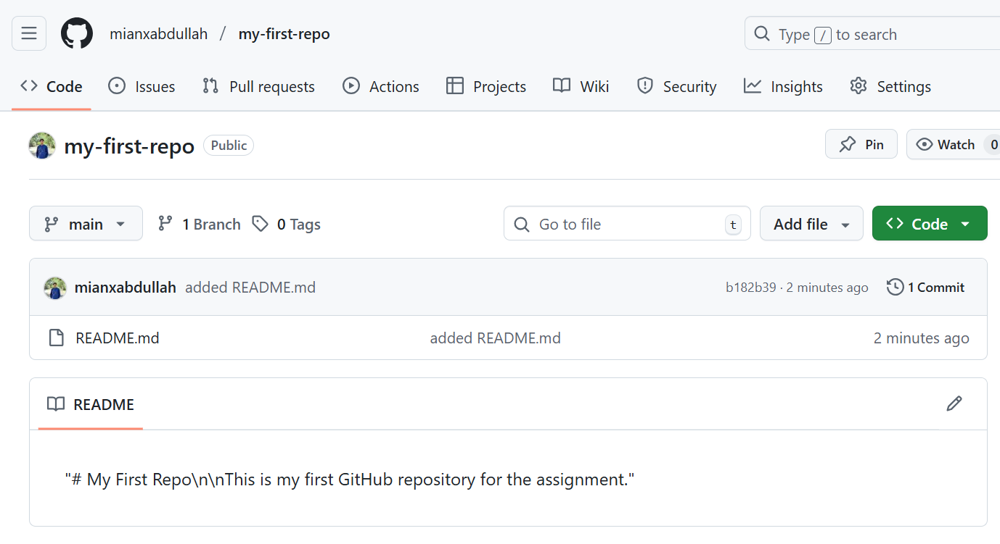 mianxabdullah / my-first-repo
Type / to search
Code Issues Pull requests Actions Projects Wiki Security Insights Settings
my-first-repo Public
Pin Watch 0
main 1 Branch 0 Tags
Go to file t
Add file Code
mianxabdullah added README.md b182b39 · 2 minutes ago 1 Commit
README.md added README.md 2 minutes ago
README
"# My First Repo\n\nThis is my first GitHub repository for the assignment."